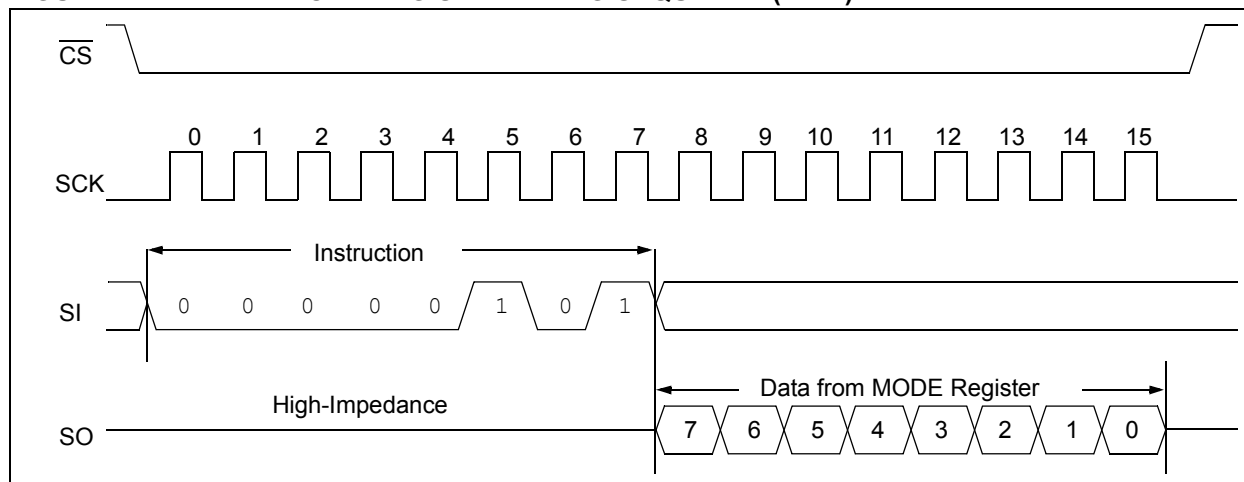 CS
0 1 2 3 4 5 6 7 8 9 10 11 12 13 14 15
SCK
Instruction
SI 0 0 0 0 0 1 0 1
Data from MODE Register
High-Impedance
SO 7 6 5 4 3 2 1 0